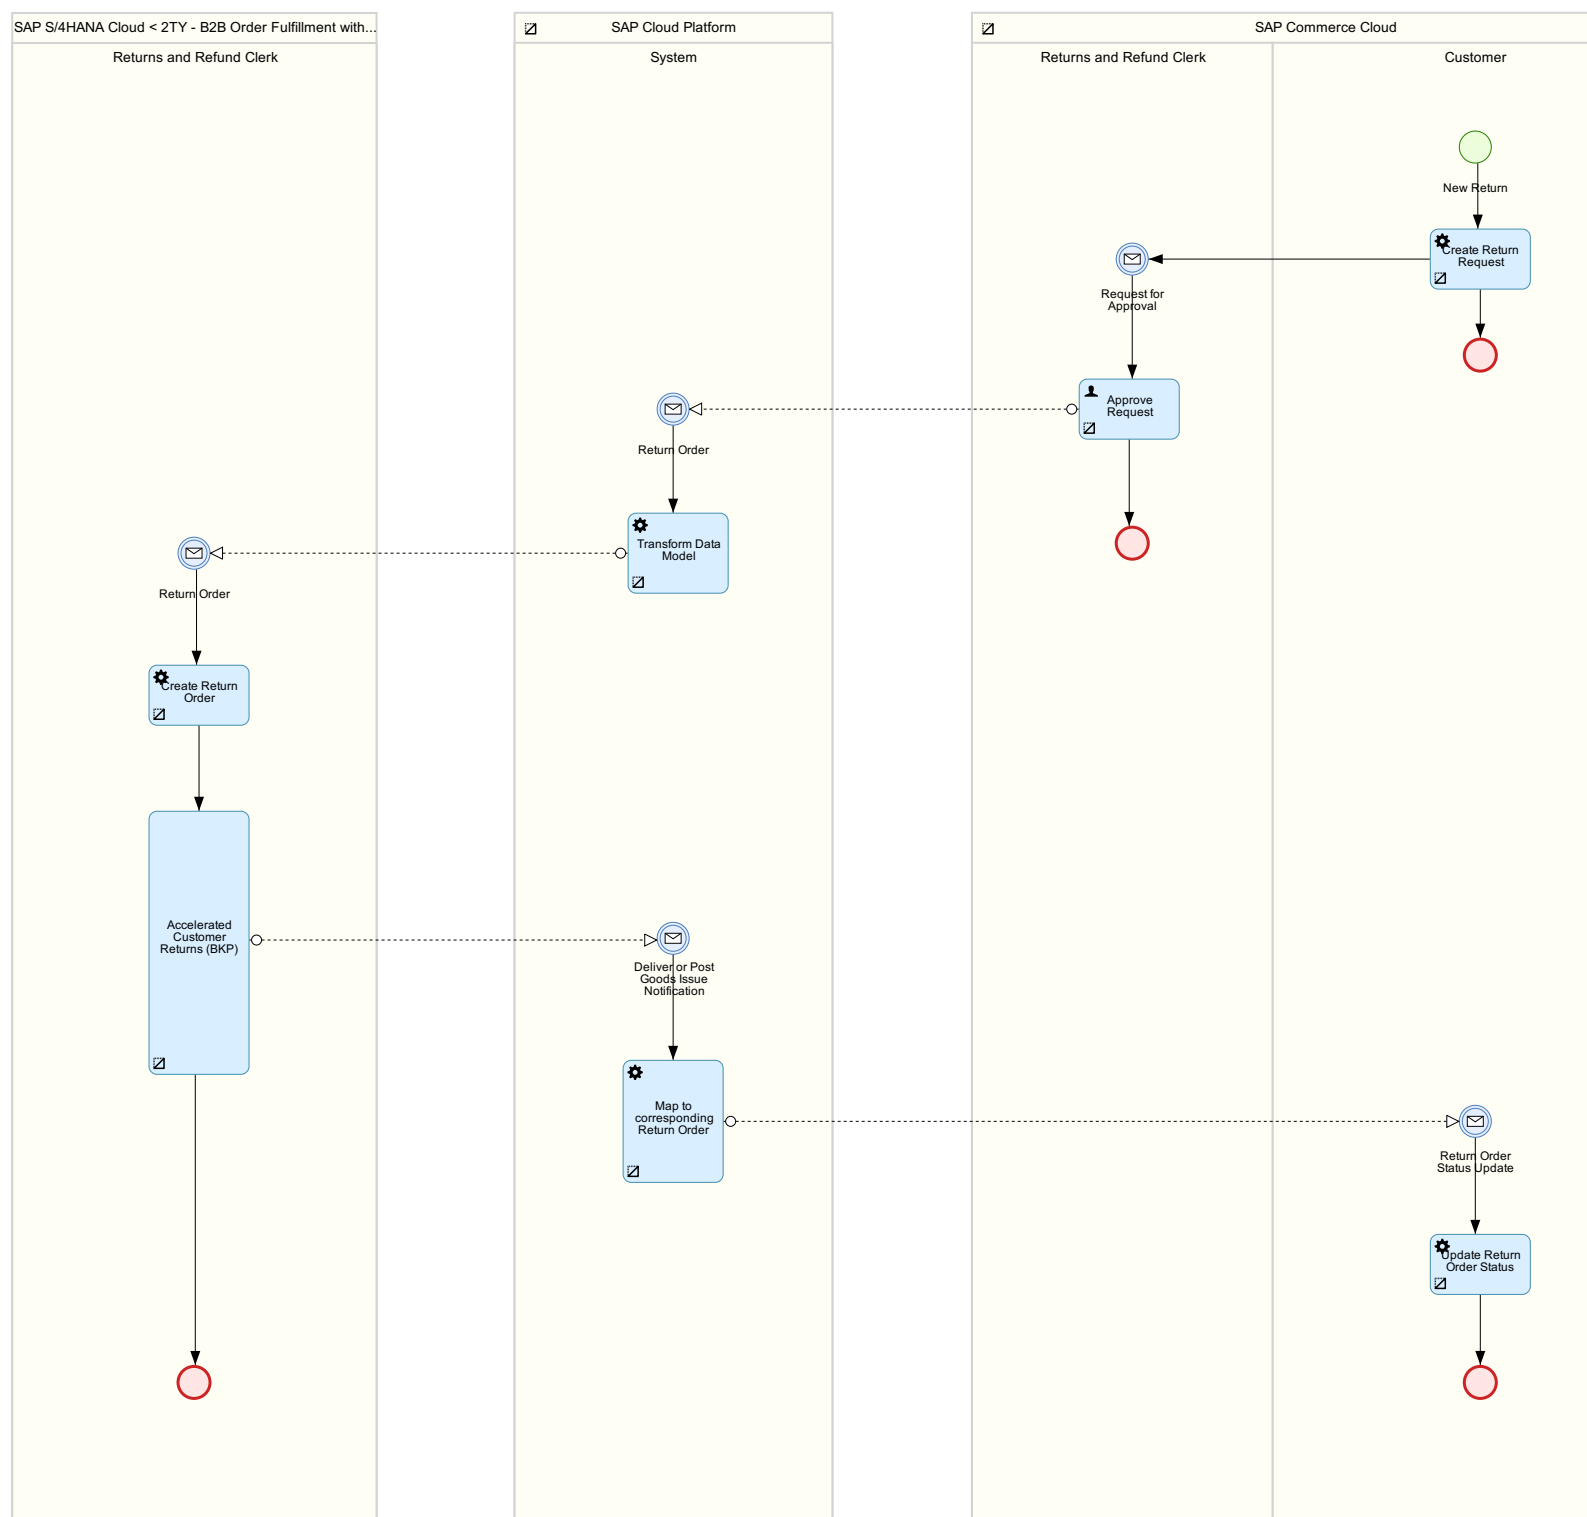 SAP S/4HANA Cloud < 2TY - B2B Order Fulfillment with...
SAP Cloud Platform
SAP Commerce Cloud
Returns and Refund Clerk
System
Returns and Refund Clerk
Customer
New Return
Create Return
Request
Request for
Approval
Approve
Request
Return Order
Transform Data
Model
Return Order
Create Return
Order
Accelerated
Customer
Returns (BKP)
Deliver or Post
Goods Issue
Notification
Map to
corresponding
Return Order
Return Order
Status Update
Update Return
Order Status